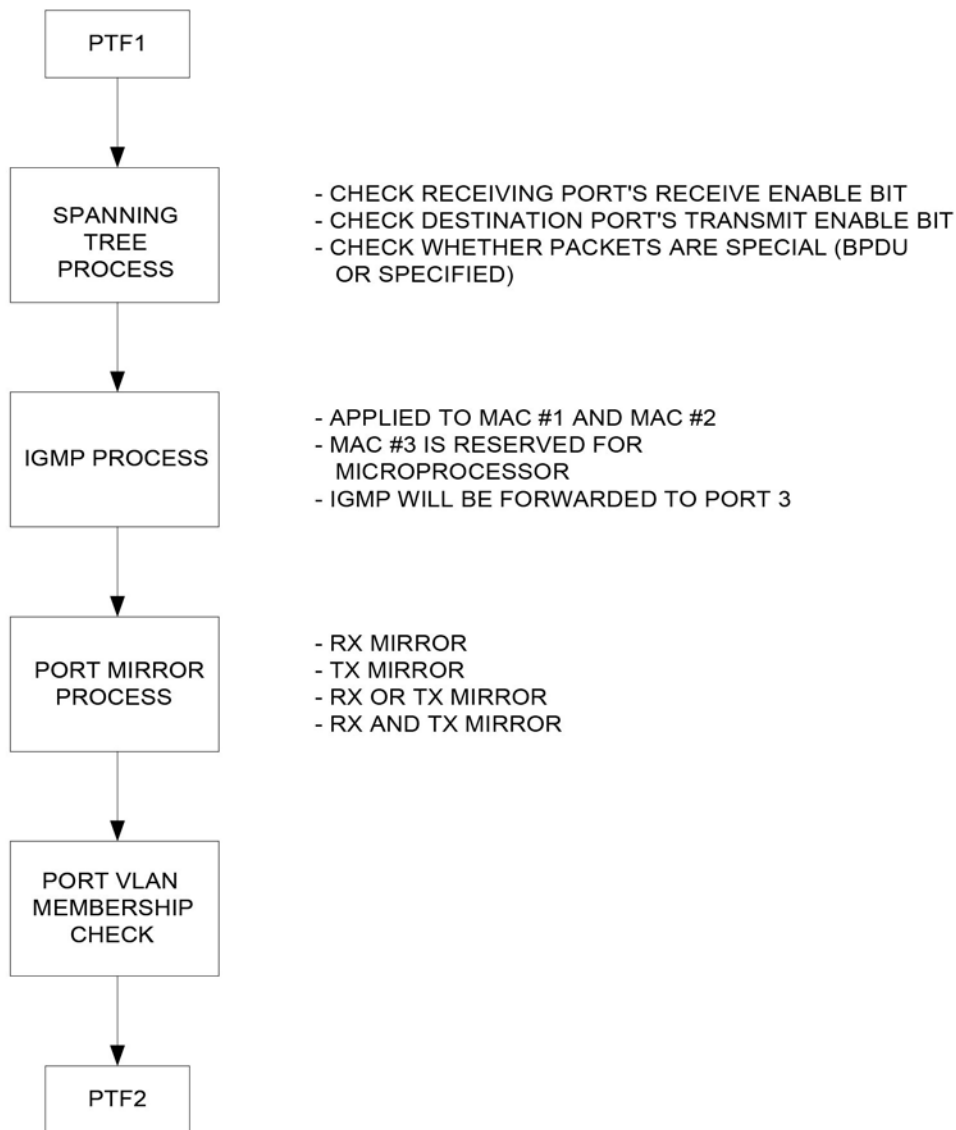 PTF1
SPANNING
TREE
PROCESS
- CHECK RECEIVING PORT'S RECEIVE ENABLE BIT
- CHECK DESTINATION PORT'S TRANSMIT ENABLE BIT
- CHECK WHETHER PACKETS ARE SPECIAL (BPDU
OR SPECIFIED)
IGMP PROCESS
- APPLIED TO MAC #1 AND MAC #2
- MAC #3 IS RESERVED FOR
MICROPROCESSOR
- IGMP WILL BE FORWARDED TO PORT 3
PORT MIRROR
PROCESS
- RX MIRROR
- TX MIRROR
- RX OR TX MIRROR
- RX AND TX MIRROR
PORT VLAN
MEMBERSHIP
CHECK
PTF2